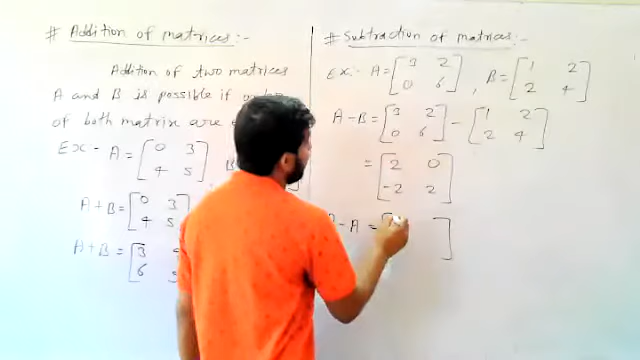 # Addition of matrices:-
Addition of two matrices
A and B is possible if
of both matrix are
Ex- A = [0 3
4 5]
A+B = [0 3
4 5]
A+B = [3
6
# Subtraction of matrices:-
Ex:- A = [3 2
0 6] , B = [1 2
2 4]
A-B = [3 2
0 6] - [1 2
2 4]
= [2 0
-2 2]
-A = [ ]